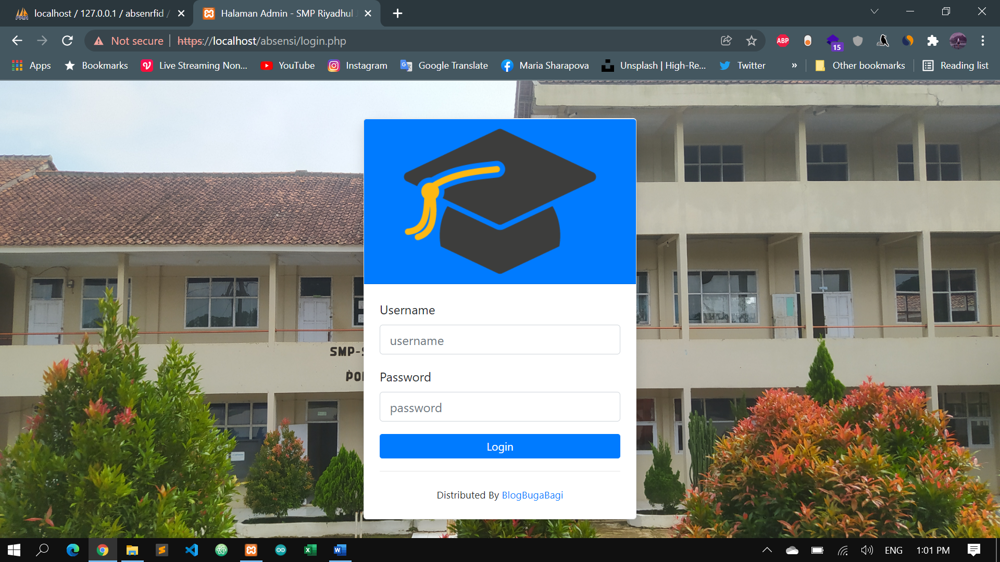 localhost / 127.0.0.1 / absenrfid /
Halaman Admin - SMP Riyadhul J
Not secure
https://localhost/absensi/login.php
ABP
15
Apps
Bookmarks
Live Streaming Non...
YouTube
Instagram
Google Translate
Maria Sharapova
Unsplash | High-Re...
Twitter
»
Other bookmarks
Reading list
SMP-S
PO
Username
username
Password
password
Login
Distributed By BlogBugaBagi
ENG
1:01 PM